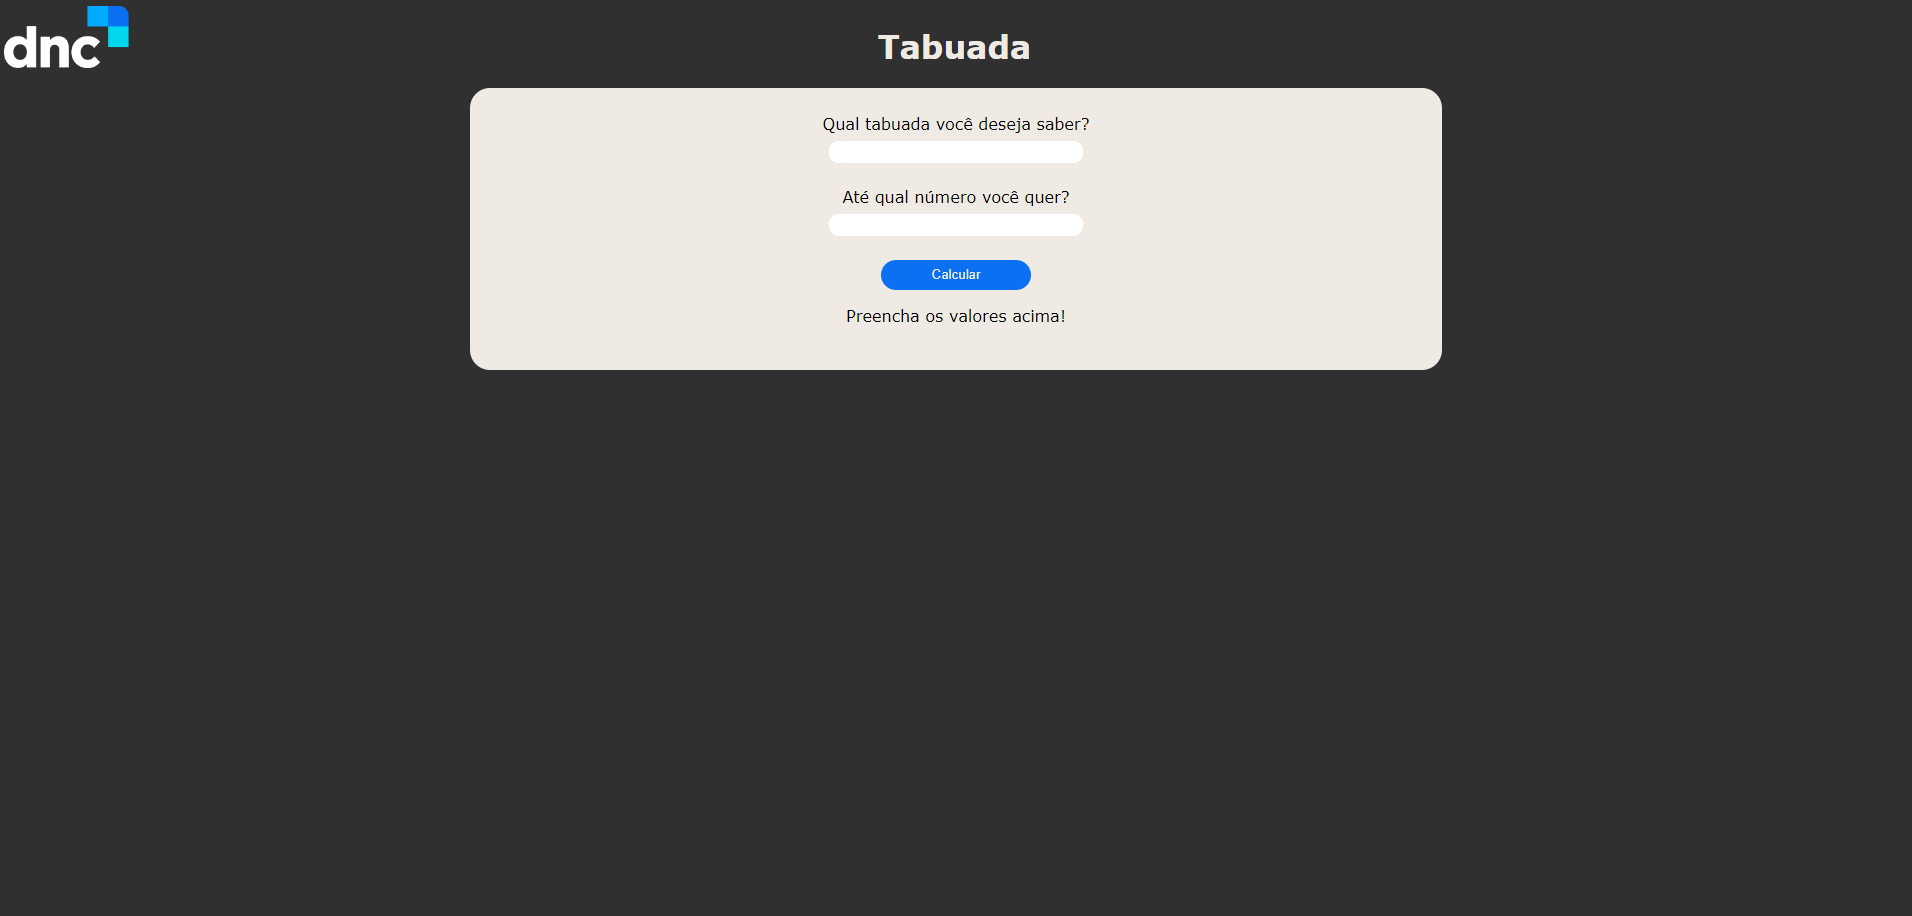 dnc
Tabuada
Qual tabuada você deseja saber?
Até qual número você quer?
Calcular
Preencha os valores acima!